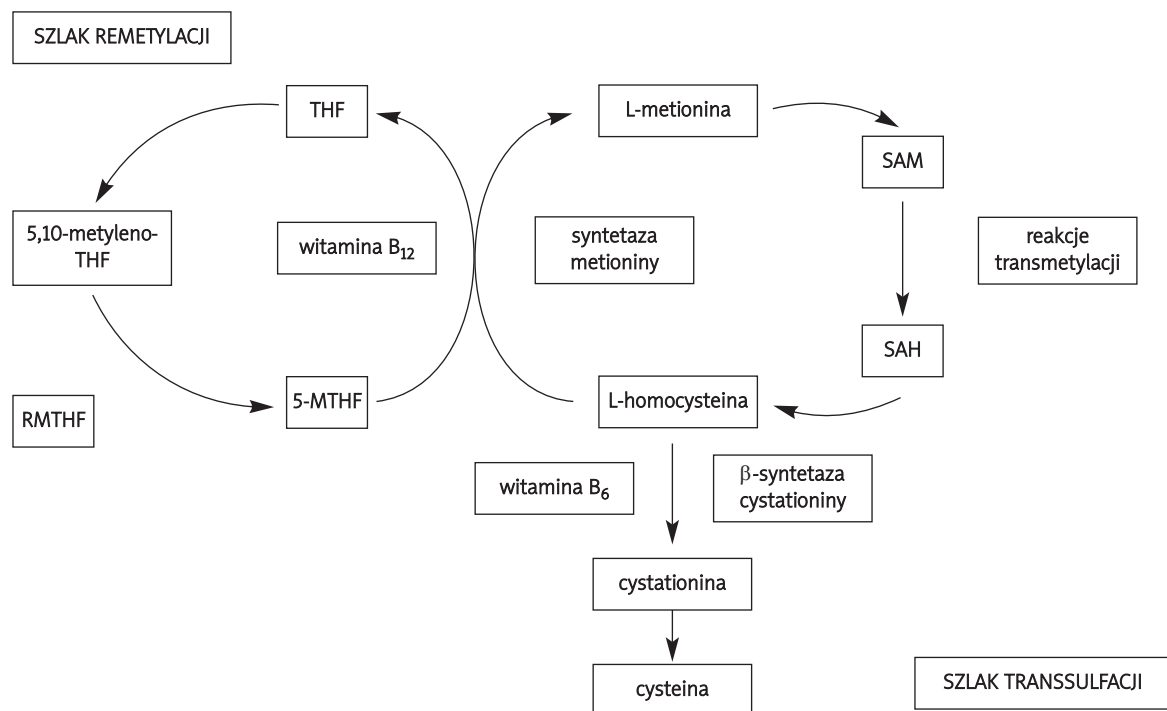 SZLAK REMETYLACJI
THF
L-metionina
SAM
5,10-metyleno-
THF
witamina B₁₂
syntetaza
metioniny
reakcje
transmetylacji
SAH
RMTHF
5-MTHF
L-homocysteina
witamina B₆
β-syntetaza
cystationiny
cystationina
cysteina
SZLAK TRANSSULFACJI